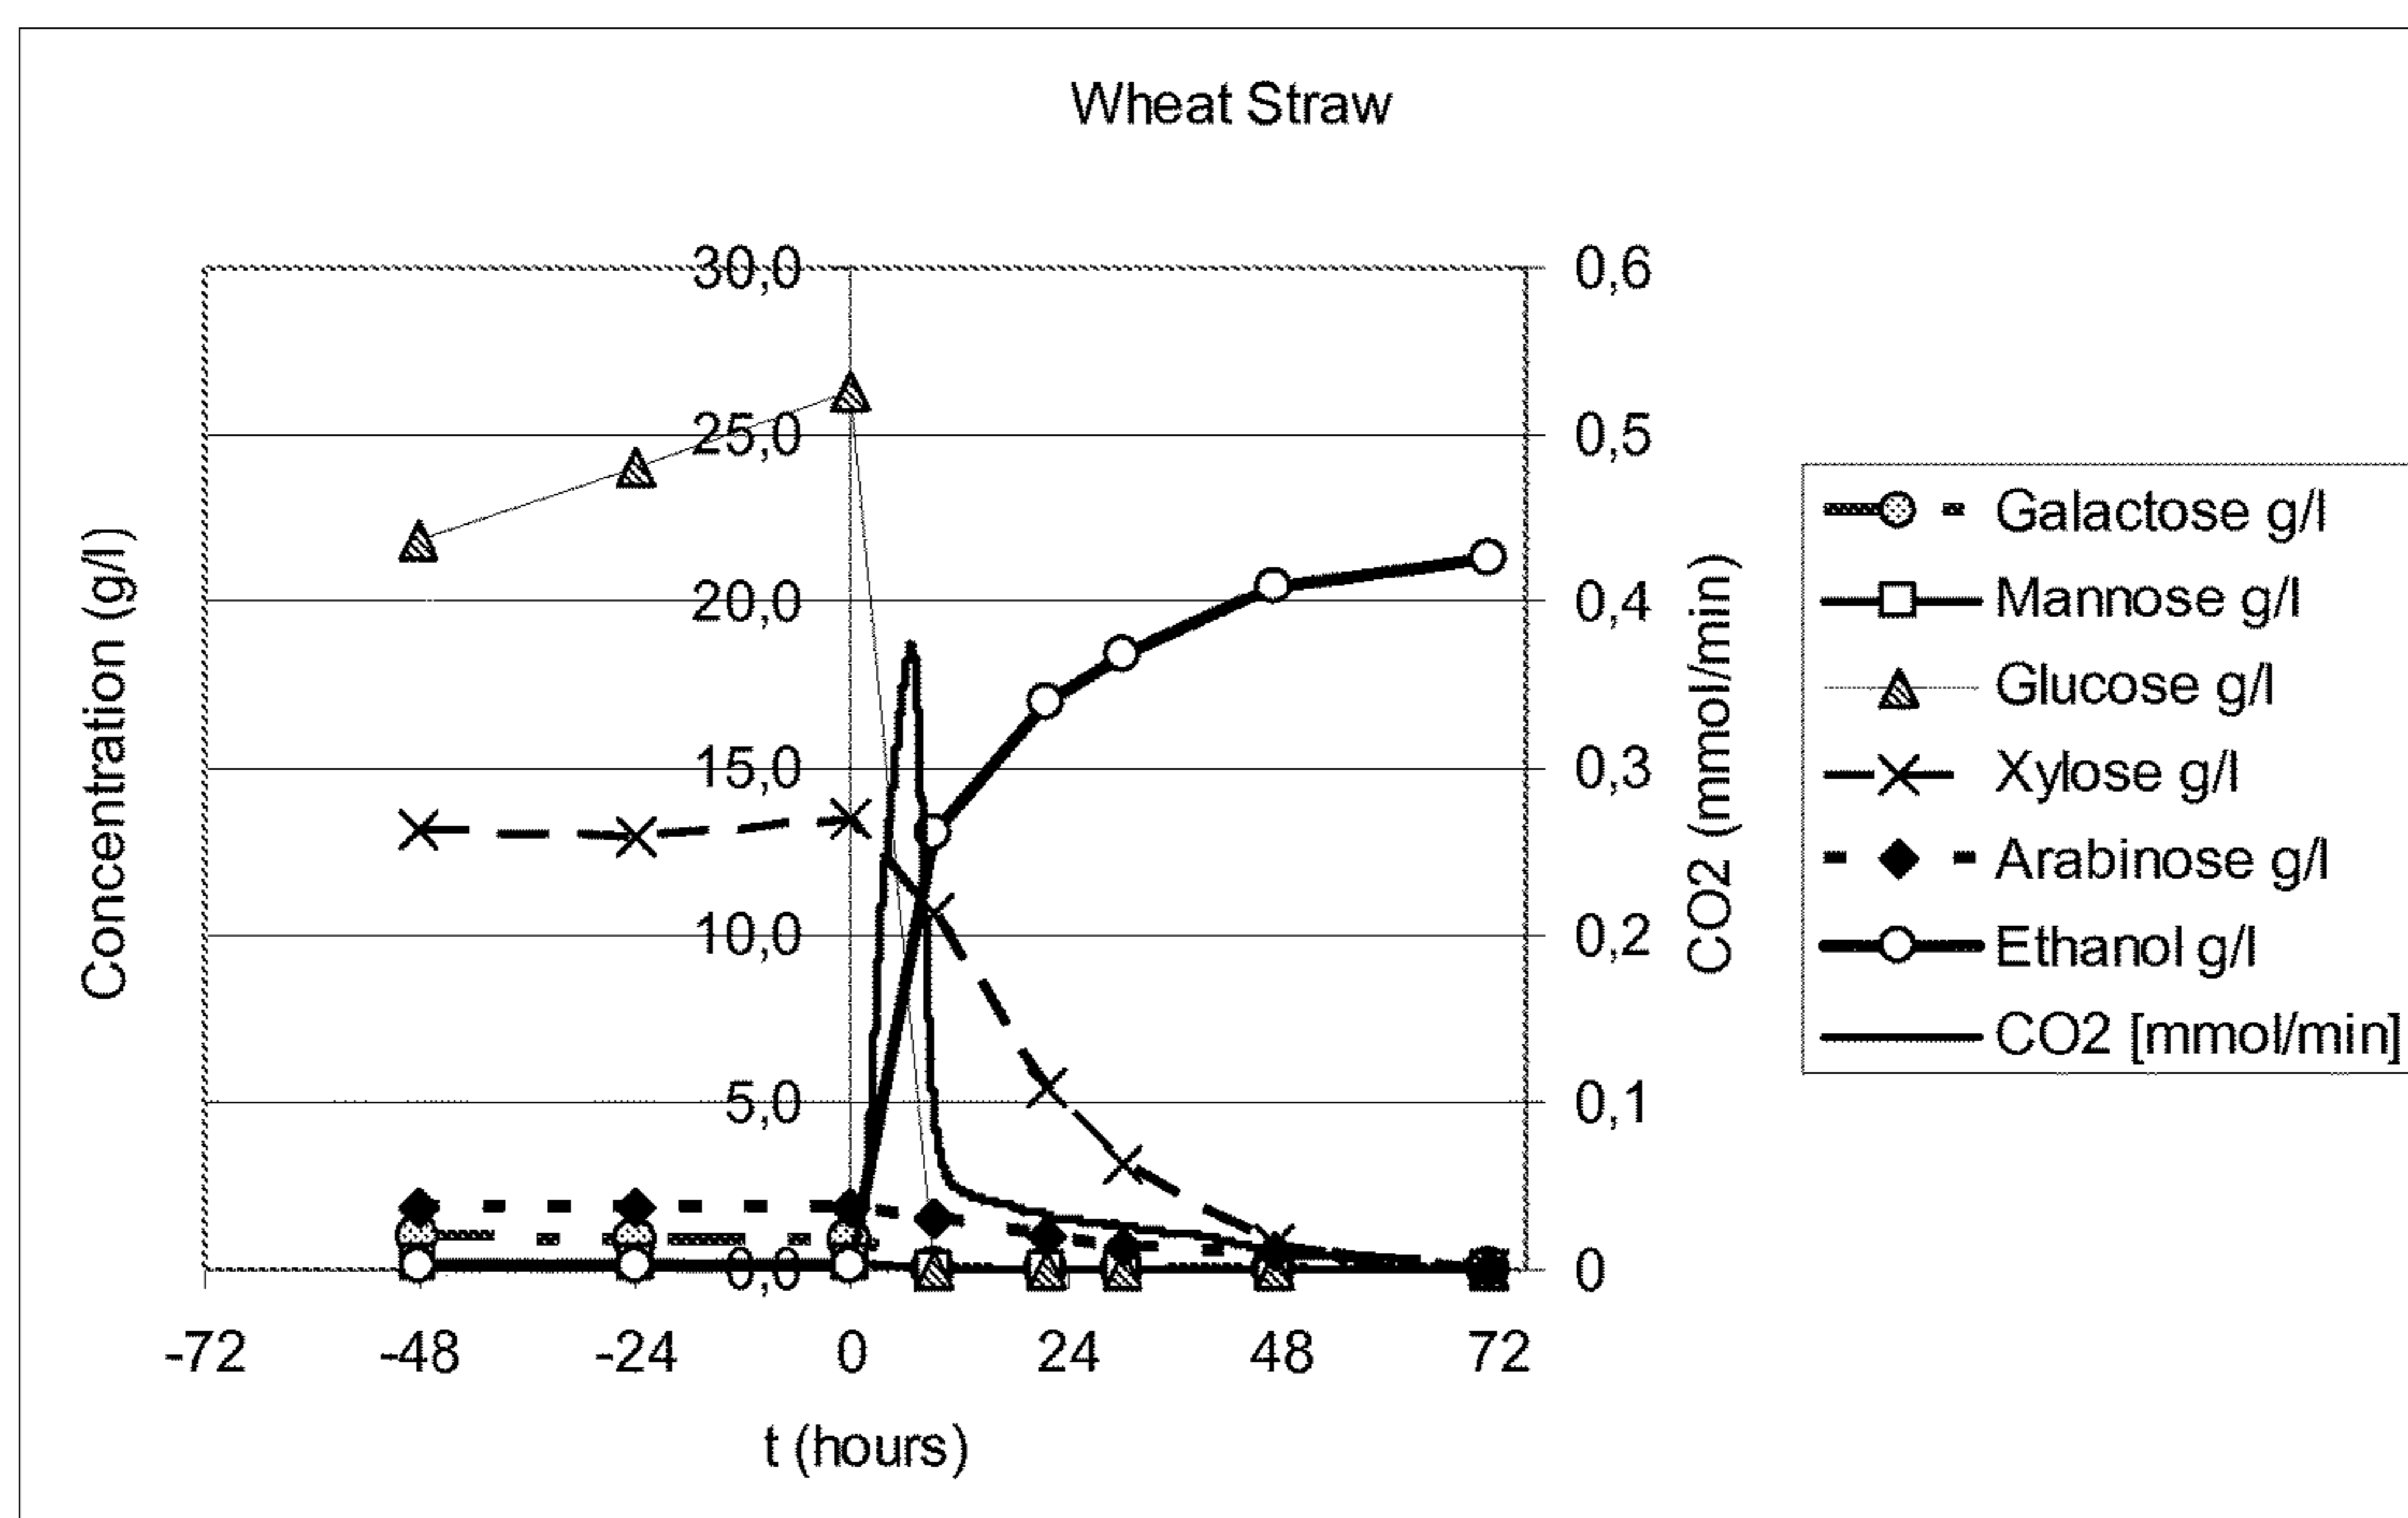 Wheat Straw
30,0
25,0
20,0
15,0
10,0
5,0
0,0
0,6
0,5
0,4
0,3
0,2
0,1
0
Concentration (g/l)
CO2 (mmol/min)
-72 -48 -24 0 24 48 72
t (hours)
Galactose g/l
Mannose g/l
Glucose g/l
Xylose g/l
Arabinose g/l
Ethanol g/l
CO2 [mmol/min]